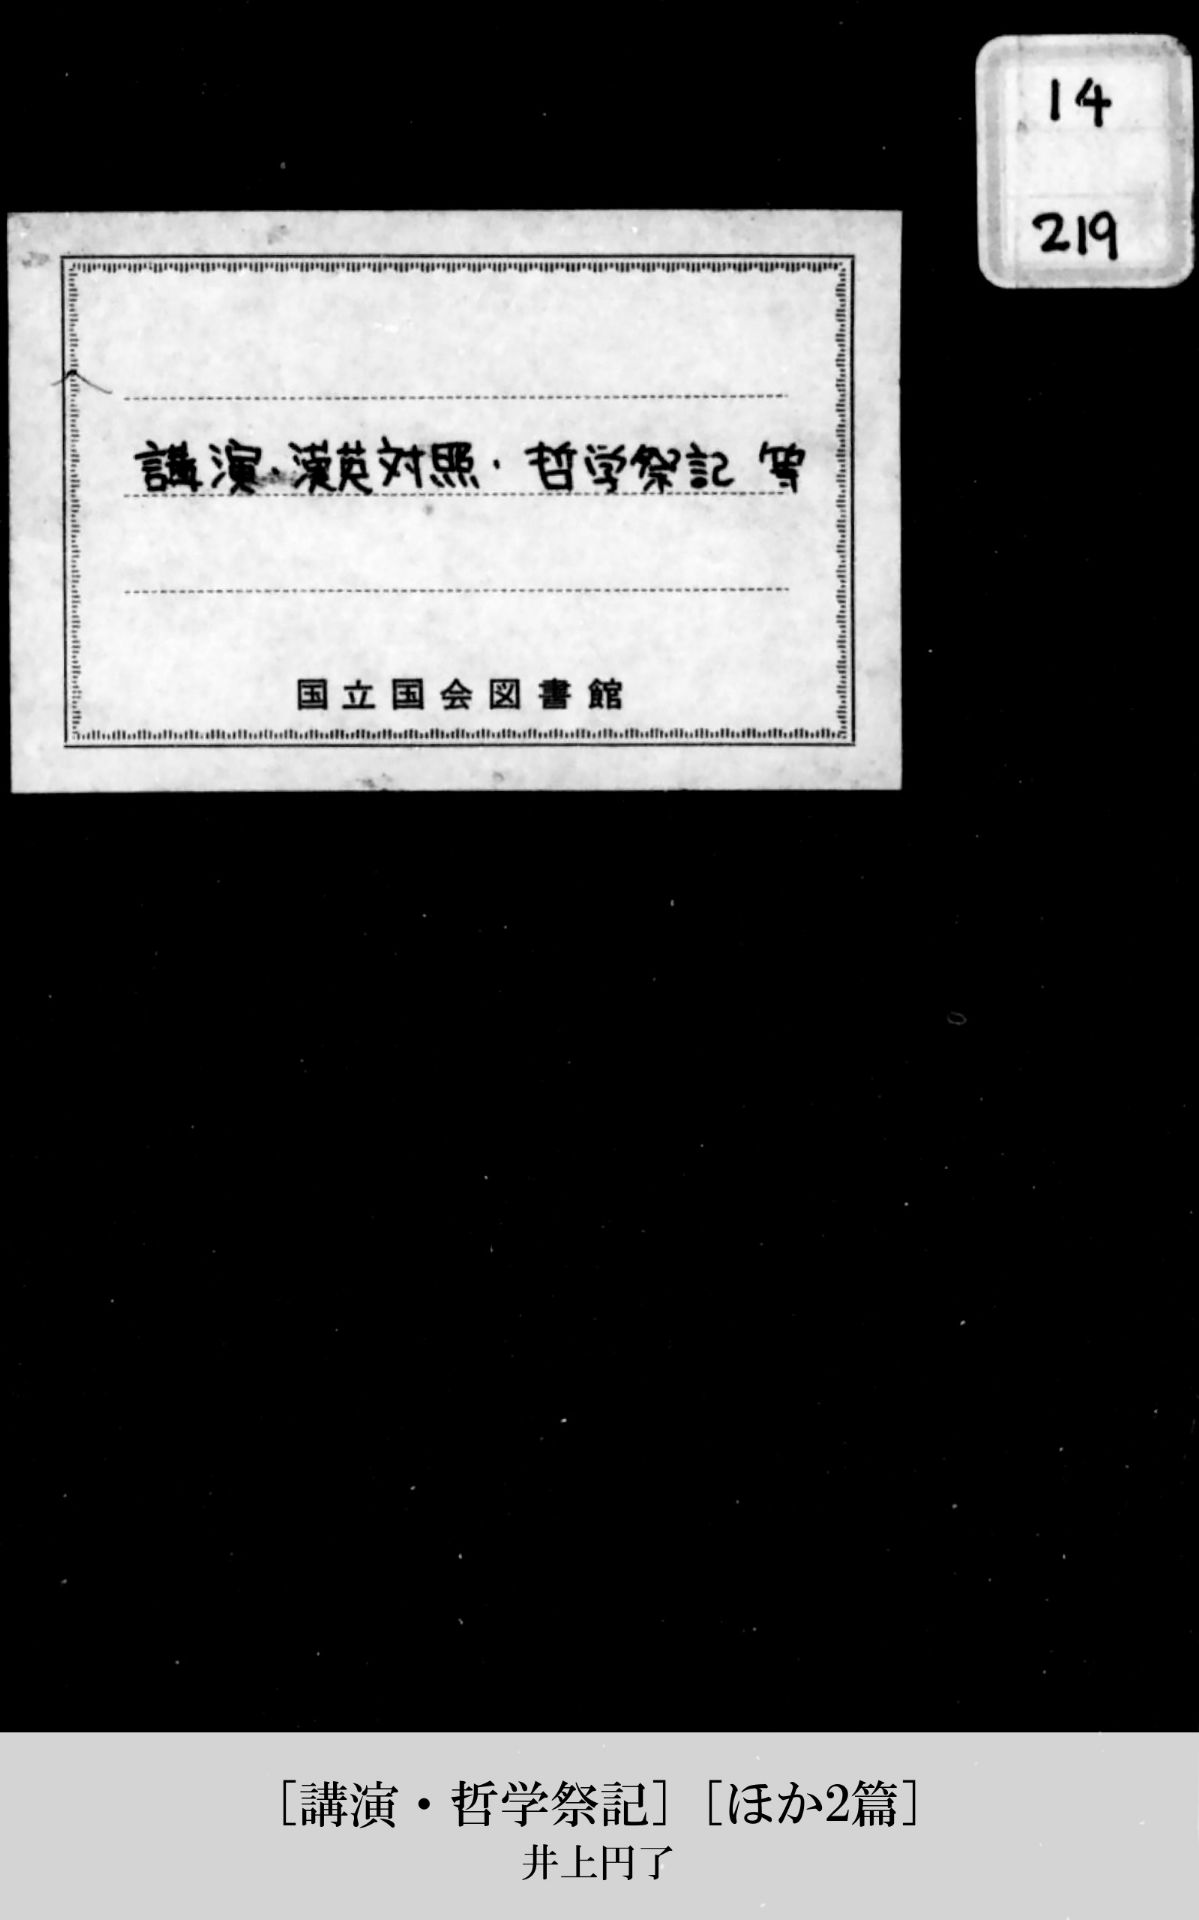 14
219
講演・漢英対照・哲学祭記 等
国立国会図書館
［講演・哲学祭記］［ほか2篇］
井上円了